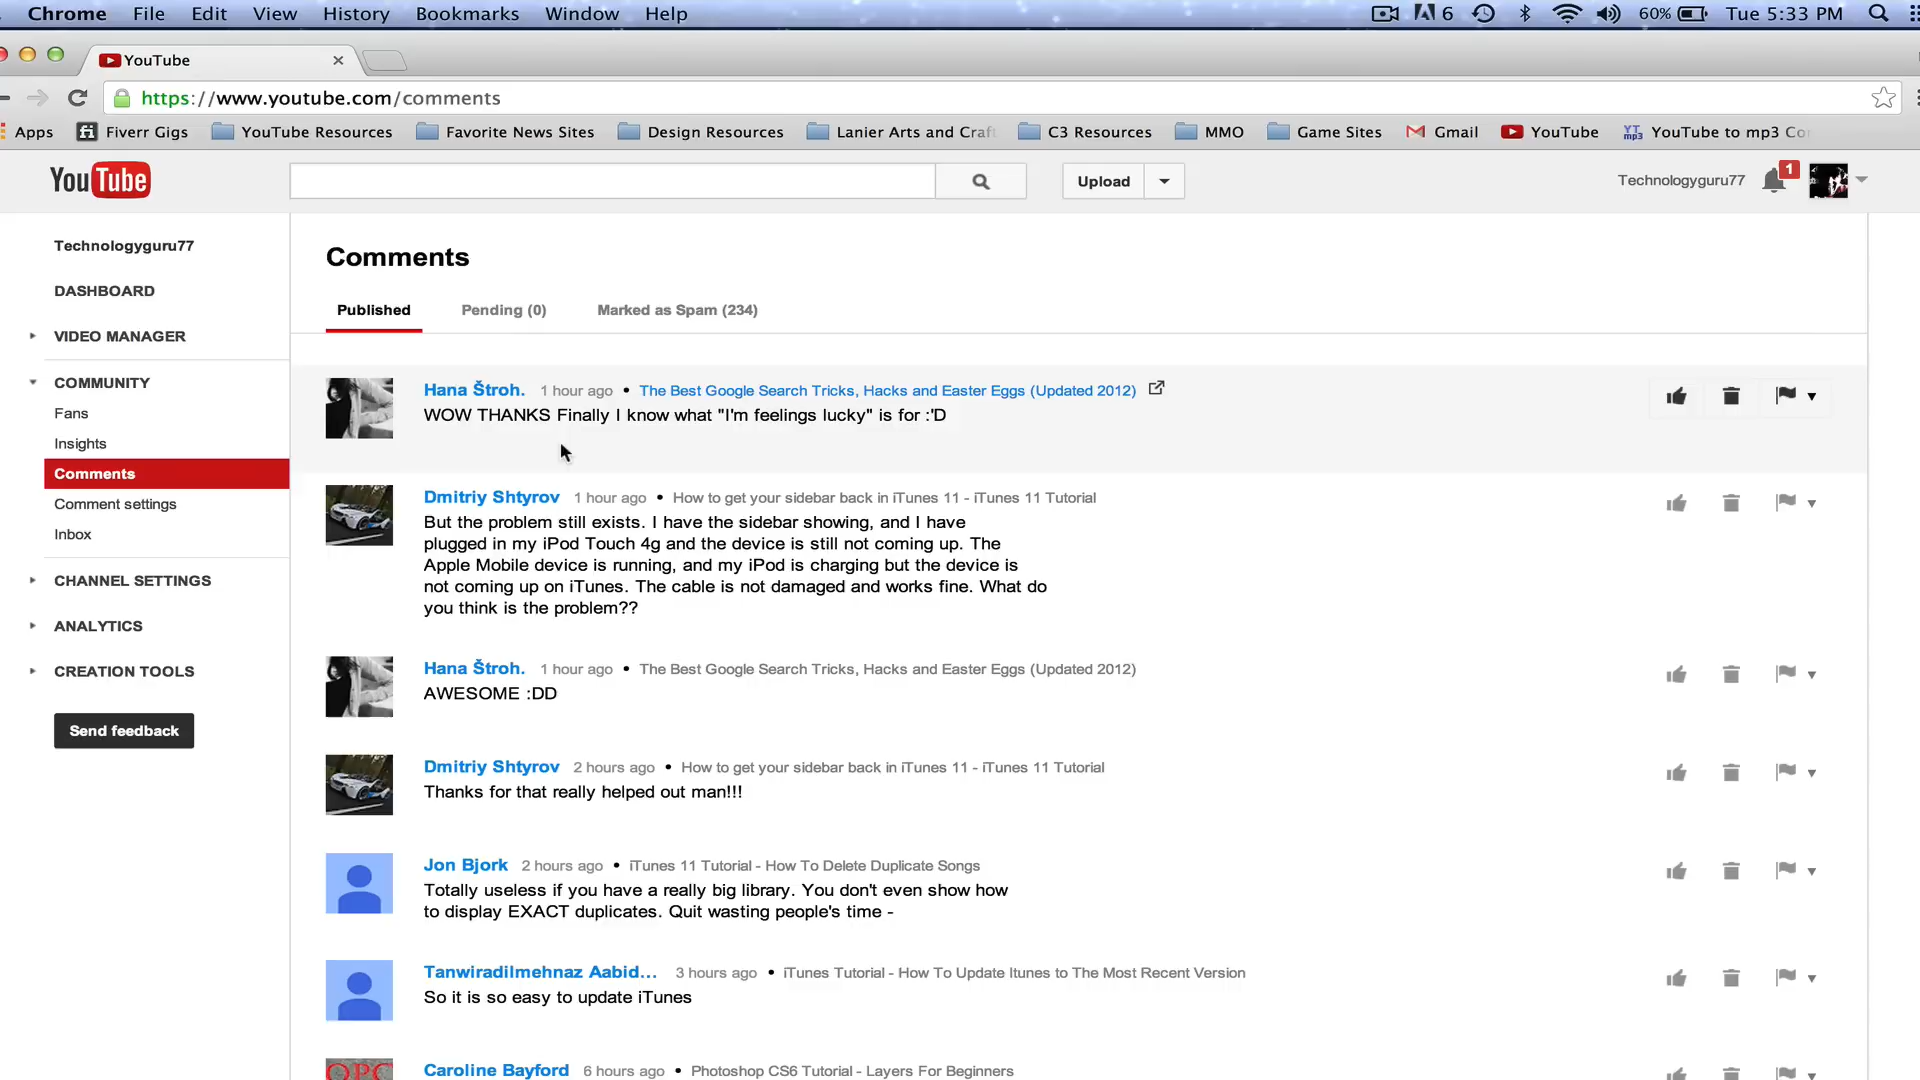 Chrome File Edit View History Bookmarks Window Help 6 60% Tue 5:33 PM
YouTube
https://www.youtube.com/comments
Apps Fiverr Gigs YouTube Resources Favorite News Sites Design Resources Lanier Arts and Craf C3 Resources MMO Game Sites Gmail YouTube YouTube to mp3 Co
YouTube Upload Technologyguru77 1
Technologyguru77
DASHBOARD
VIDEO MANAGER
COMMUNITY
Fans
Insights
Comments
Comment settings
Inbox
CHANNEL SETTINGS
ANALYTICS
CREATION TOOLS
Send feedback
Comments
Published Pending (0) Marked as Spam (234)
Hana Štroh. 1 hour ago • The Best Google Search Tricks, Hacks and Easter Eggs (Updated 2012)
WOW THANKS Finally I know what "I'm feelings lucky" is for :'D
Dmitriy Shtyrov 1 hour ago • How to get your sidebar back in iTunes 11 - iTunes 11 Tutorial
But the problem still exists. I have the sidebar showing, and I have
plugged in my iPod Touch 4g and the device is still not coming up. The
Apple Mobile device is running, and my iPod is charging but the device is
not coming up on iTunes. The cable is not damaged and works fine. What do
you think is the problem??
Hana Štroh. 1 hour ago • The Best Google Search Tricks, Hacks and Easter Eggs (Updated 2012)
AWESOME :DD
Dmitriy Shtyrov 2 hours ago • How to get your sidebar back in iTunes 11 - iTunes 11 Tutorial
Thanks for that really helped out man!!!
Jon Bjork 2 hours ago • iTunes 11 Tutorial - How To Delete Duplicate Songs
Totally useless if you have a really big library. You don't even show how
to display EXACT duplicates. Quit wasting people's time -
Tanwiradilmehnaz Aabid... 3 hours ago • iTunes Tutorial - How To Update Itunes to The Most Recent Version
So it is so easy to update iTunes
OPC
Caroline Bayford 6 hours ago • Photoshop CS6 Tutorial - Layers For Beginners